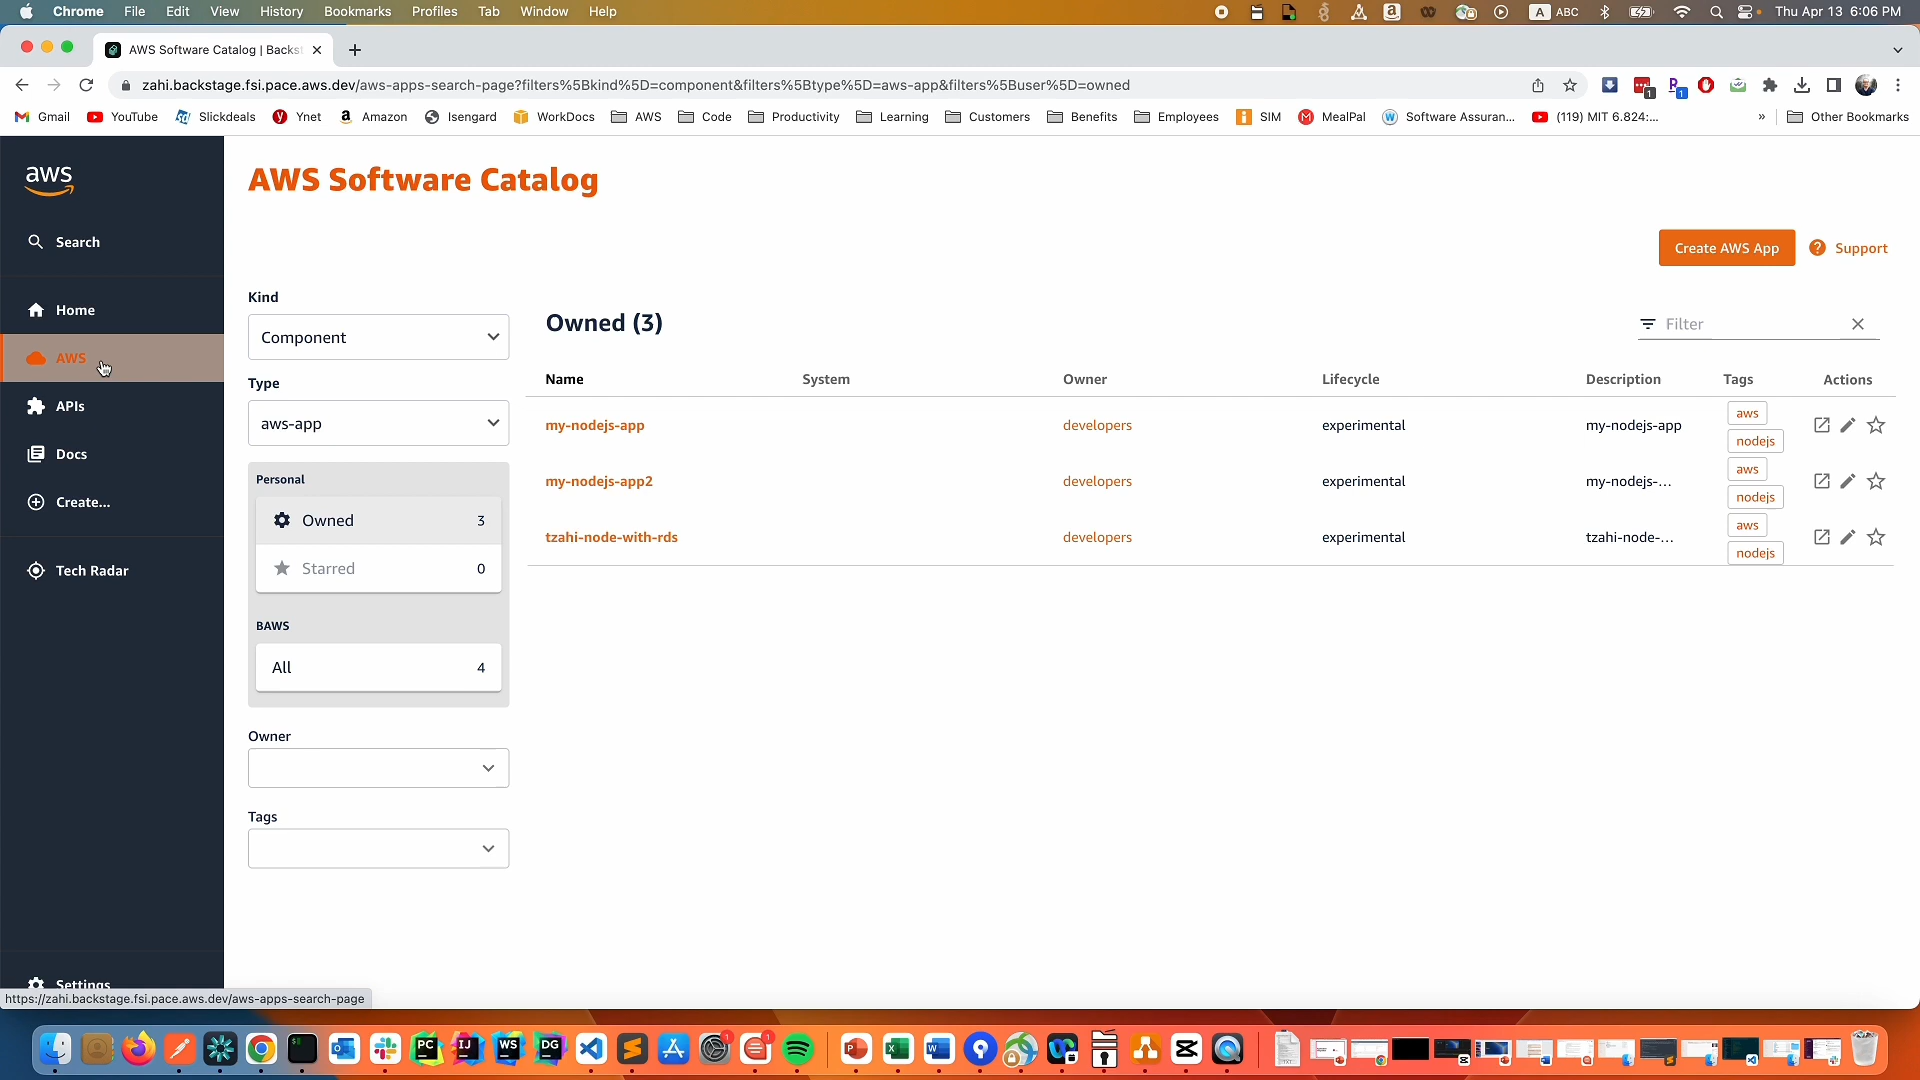 Chrome File Edit View History Bookmarks Profiles Tab Window Help A ABC Thu Apr 13 6:06 PM
AWS Software Catalog | Backst
zahi.backstage.fsi.pace.aws.dev/aws-apps-search-page?filters%5Bkind%5D=component&filters%5Btype%5D=aws-app&filters%5Buser%5D=owned
Gmail YouTube Slickdeals Ynet Amazon Isengard WorkDocs AWS Code Productivity Learning Customers Benefits Employees SIM MealPal Software Assuran... (119) MIT 6.824:... » Other Bookmarks
aws
Search
Home
AWS
APIs
Docs
Create...
Tech Radar
Settings
https://zahi.backstage.fsi.pace.aws.dev/aws-apps-search-page
AWS Software Catalog
Create AWS App Support
Kind
Component
Type
aws-app
Personal
Owned 3
Starred 0
BAWS
All 4
Owner
Tags
Owned (3)
Filter
Name System Owner Lifecycle Description Tags Actions
my-nodejs-app developers experimental my-nodejs-app aws nodejs
my-nodejs-app2 developers experimental my-nodejs-... aws nodejs
tzahi-node-with-rds developers experimental tzahi-node-... aws nodejs